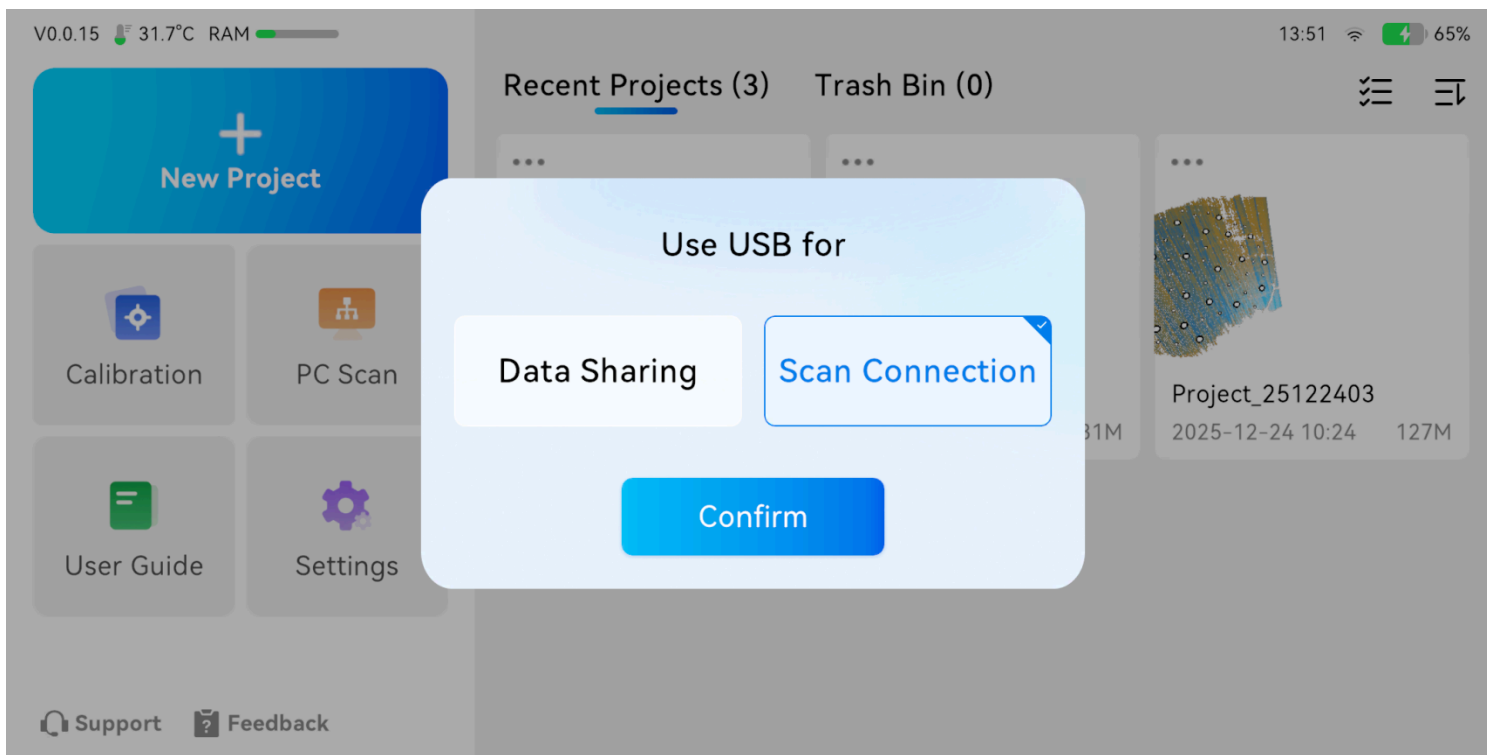 V0.0.15 31.7°C RAM
13:51 65%
New Project
Calibration
PC Scan
User Guide
Settings
Support
Feedback
Recent Projects (3)
Trash Bin (0)
Use USB for
Data Sharing
Scan Connection
Confirm
Project_25122403
2025-12-24 10:24 127M